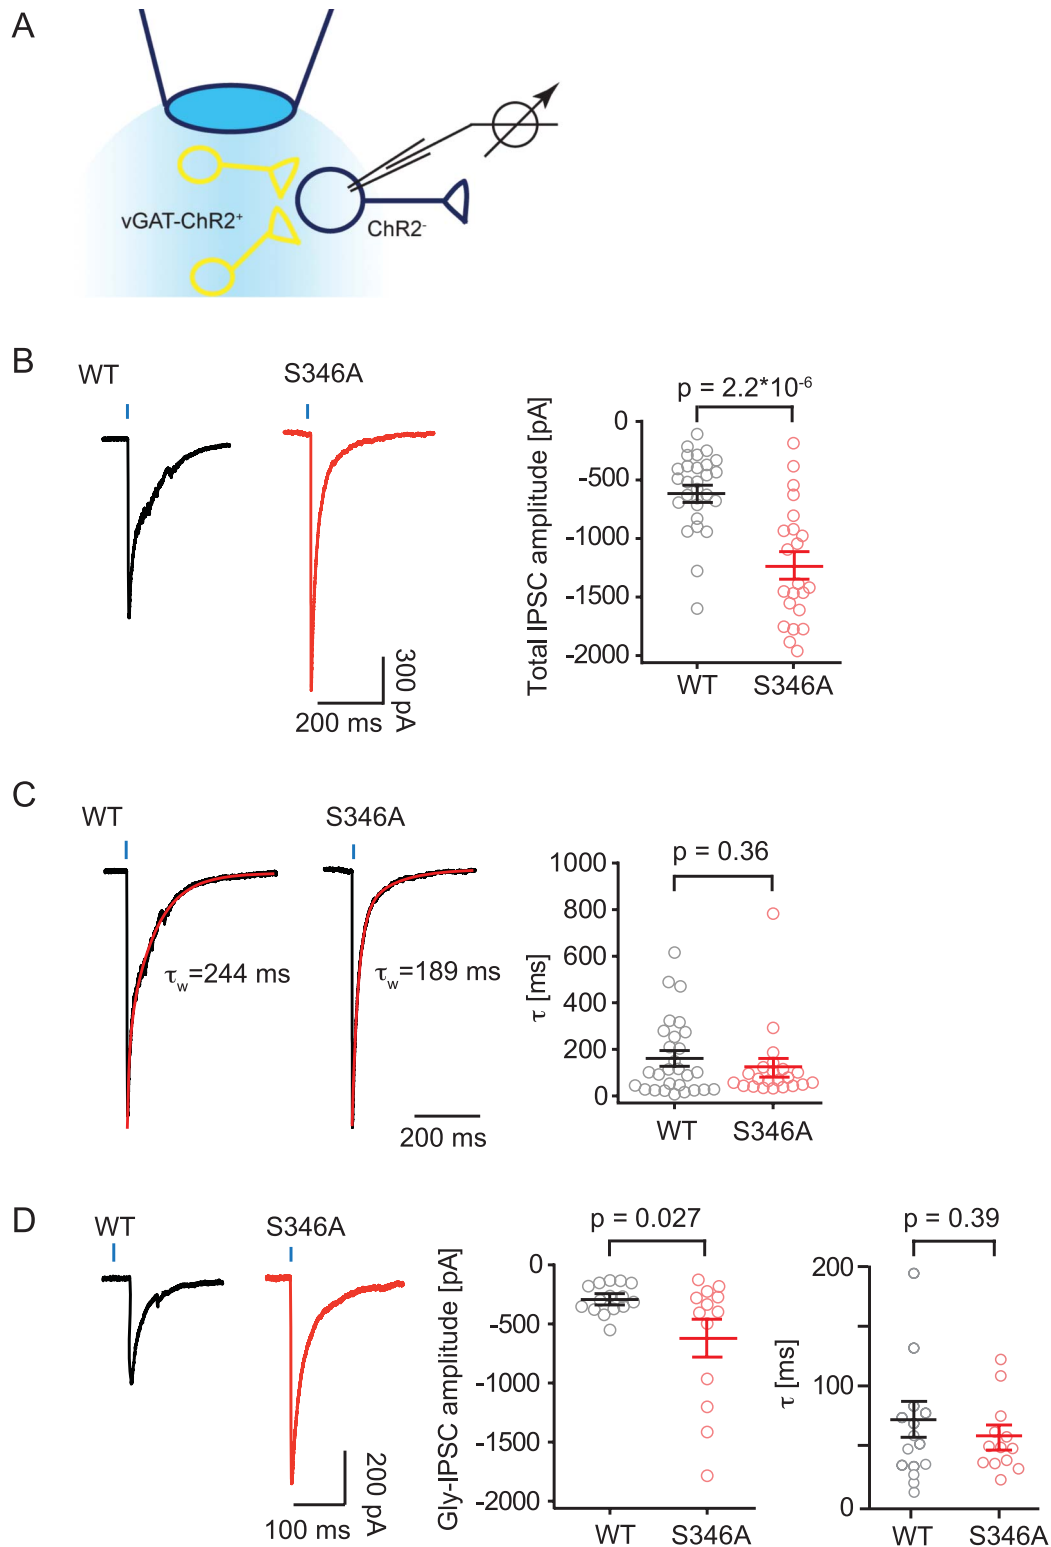 A
vGAT-ChR2⁺
ChR2⁻
B
WT
S346A
300 pA
200 ms
p = 2.2*10⁻⁶
Total IPSC amplitude [pA]
0
-500
-1000
-1500
-2000
WT
S346A
C
WT
S346A
τw=244 ms
τw=189 ms
200 ms
p = 0.36
τ [ms]
1000
800
600
400
200
0
WT
S346A
D
WT
S346A
200 pA
100 ms
p = 0.027
Gly-IPSC amplitude [pA]
0
-500
-1000
-1500
-2000
WT
S346A
p = 0.39
τ [ms]
200
100
0
WT
S346A